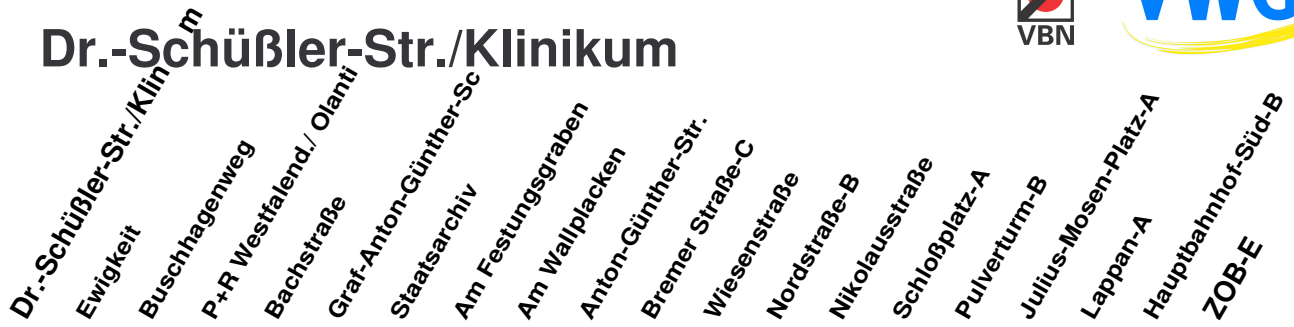 Dr.-Schüßler-Str./Klinikum
VBN
VWG
Dr.-Schüßler-Str./Klin m
Ewigkeit
Buschhagenweg
P+R Westfalend./ Olanti
Bachstraße
Graf-Anton-Günther-Sc
Staatsarchiv
Am Festungsgraben
Am Wallplacken
Anton-Günther-Str.
Bremer Straße-C
Wiesenstraße
Nordstraße-B
Nikolausstraße
Schloßplatz-A
Pulverturm-B
Julius-Mosen-Platz-A
Lappan-A
Hauptbahnhof-Süd-B
ZOB-E